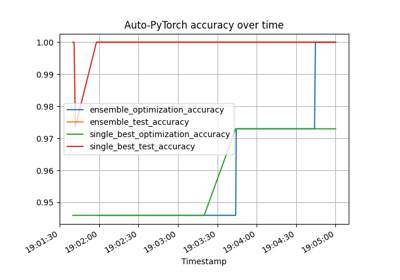 Auto-PyTorch accuracy over time
1.00
0.99
0.98
0.97
0.96
0.95
ensemble_optimization_accuracy
ensemble_test_accuracy
single_best_optimization_accuracy
single_best_test_accuracy
19:01:30
19:02:00
19:02:30
19:03:00
19:03:30
19:04:00
19:04:30
19:05:00
Timestamp